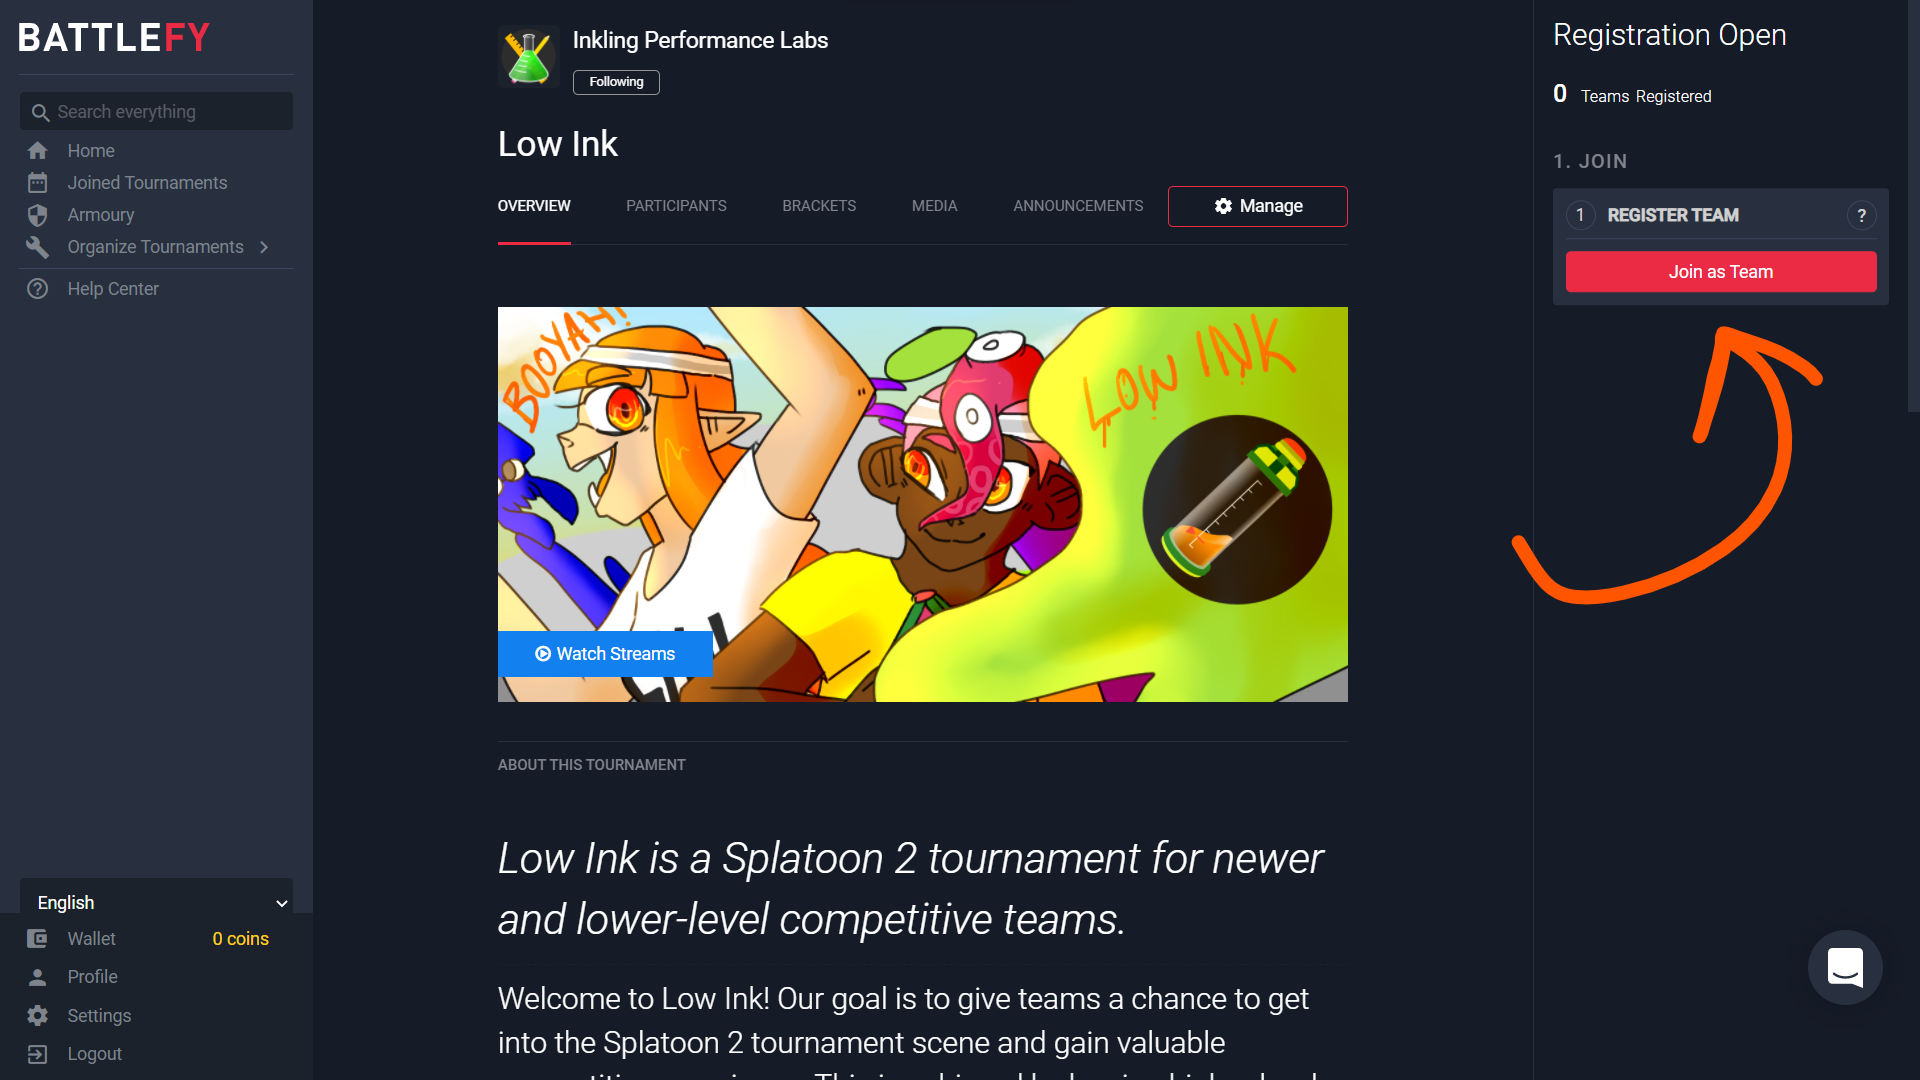 BATTLEFY
Search everything
Home
Joined Tournaments
Armoury
Organize Tournaments
Help Center
English
Wallet
0 coins
Profile
Settings
Logout
Inkling Performance Labs
Following
Low Ink
OVERVIEW
PARTICIPANTS
BRACKETS
MEDIA
ANNOUNCEMENTS
Manage
BOOYAH!
LOW INK
Watch Streams
ABOUT THIS TOURNAMENT
Low Ink is a Splatoon 2 tournament for newer
and lower-level competitive teams.
Welcome to Low Ink! Our goal is to give teams a chance to get
into the Splatoon 2 tournament scene and gain valuable
Registration Open
0 Teams Registered
1. JOIN
1 REGISTER TEAM ?
Join as Team